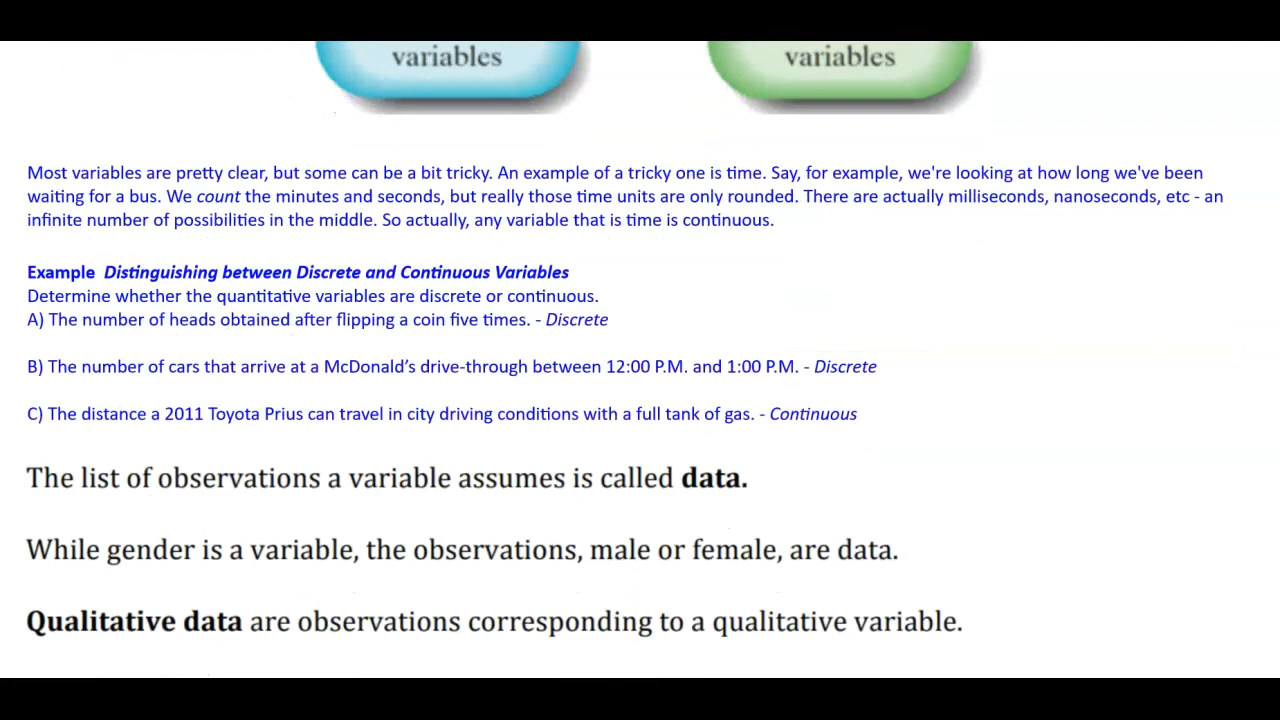 variables
variables
Most variables are pretty clear, but some can be a bit tricky. An example of a tricky one is time. Say, for example, we're looking at how long we've been
waiting for a bus. We count the minutes and seconds, but really those time units are only rounded. There are actually milliseconds, nanoseconds, etc - an
infinite number of possibilities in the middle. So actually, any variable that is time is continuous.
Example Distinguishing between Discrete and Continuous Variables
Determine whether the quantitative variables are discrete or continuous.
A) The number of heads obtained after flipping a coin five times. - Discrete
B) The number of cars that arrive at a McDonald’s drive-through between 12:00 P.M. and 1:00 P.M. - Discrete
C) The distance a 2011 Toyota Prius can travel in city driving conditions with a full tank of gas. - Continuous
The list of observations a variable assumes is called data.
While gender is a variable, the observations, male or female, are data.
Qualitative data are observations corresponding to a qualitative variable.